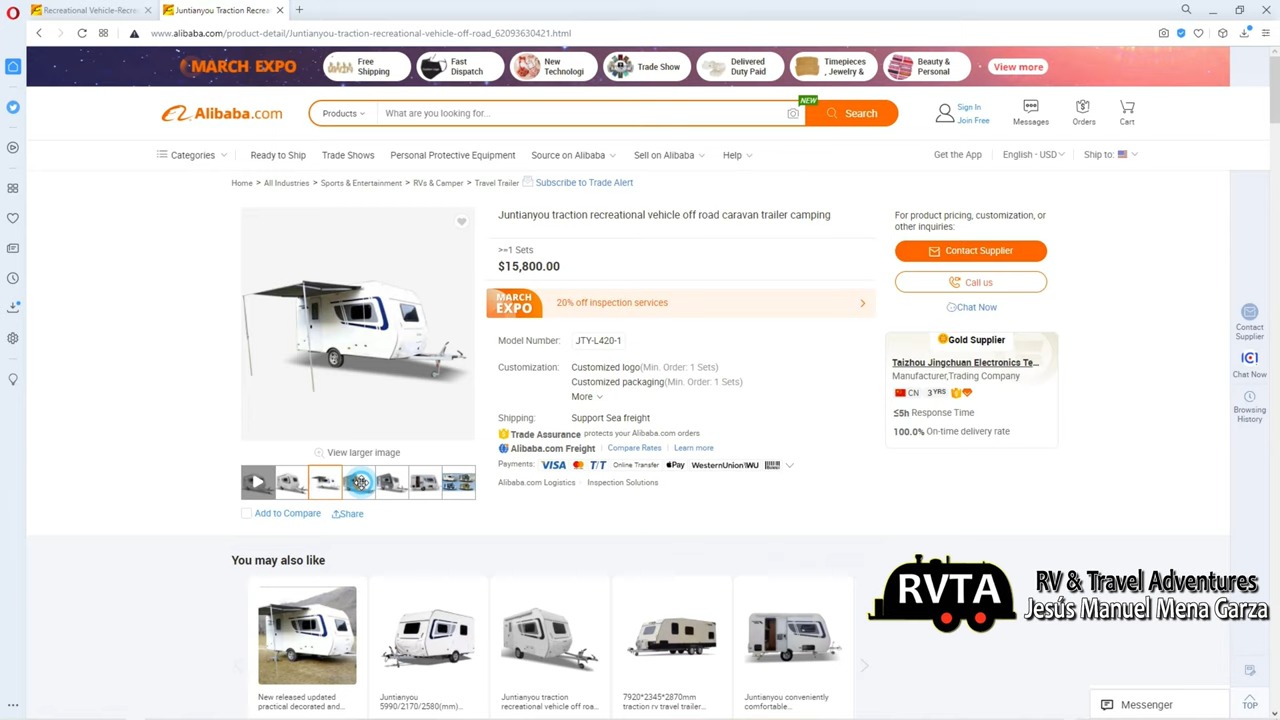 Recreational Vehicle-Recre
Juntianyou Traction Recrea
www.alibaba.com/product-detail/Juntianyou-traction-recreational-vehicle-off-road_62093630421.html
MARCH EXPO
Free
Shipping
Fast
Dispatch
New
Technologi
Trade Show
Delivered
Duty Paid
Timepieces
, Jewelry &
Beauty &
Personal
View more
Alibaba.com
Products
What are you looking for...
NEW
Search
Sign In
Join Free
Messages
Orders
Cart
Categories
Ready to Ship
Trade Shows
Personal Protective Equipment
Source on Alibaba
Sell on Alibaba
Help
Get the App
English - USD
Ship to:
Home > All Industries > Sports & Entertainment > RVs & Camper > Travel Trailer
Subscribe to Trade Alert
Juntianyou traction recreational vehicle off road caravan trailer camping
>=1 Sets
$15,800.00
MARCH
EXPO
20% off inspection services
Model Number: JTY-L420-1
Customization: Customized logo(Min. Order: 1 Sets)
Customized packaging(Min. Order: 1 Sets)
More
Shipping: Support Sea freight
Trade Assurance protects your Alibaba.com orders
Alibaba.com Freight Compare Rates Learn more
Payments: VISA T/T Online Transfer Pay WesternUnion WU
Alibaba.com Logistics · Inspection Solutions
View larger image
Add to Compare
Share
For product pricing, customization, or
other inquiries:
Contact Supplier
Call us
Chat Now
Gold Supplier
Taizhou Jingchuan Electronics Te...
Manufacturer,Trading Company
CN 3 YRS
≤5h Response Time
100.0% On-time delivery rate
Contact
Supplier
Chat Now
Browsing
History
You may also like
New released updated
practical decorated and...
Juntianyou
5990/2170/2580(mm)...
Juntianyou traction
recreational vehicle off roa...
7920*2345*2870mm
traction rv travel trailer...
Juntianyou conveniently
comfortable...
RVTA
RV & Travel Adventures
Jesús Manuel Mena Garza
Messenger
TOP